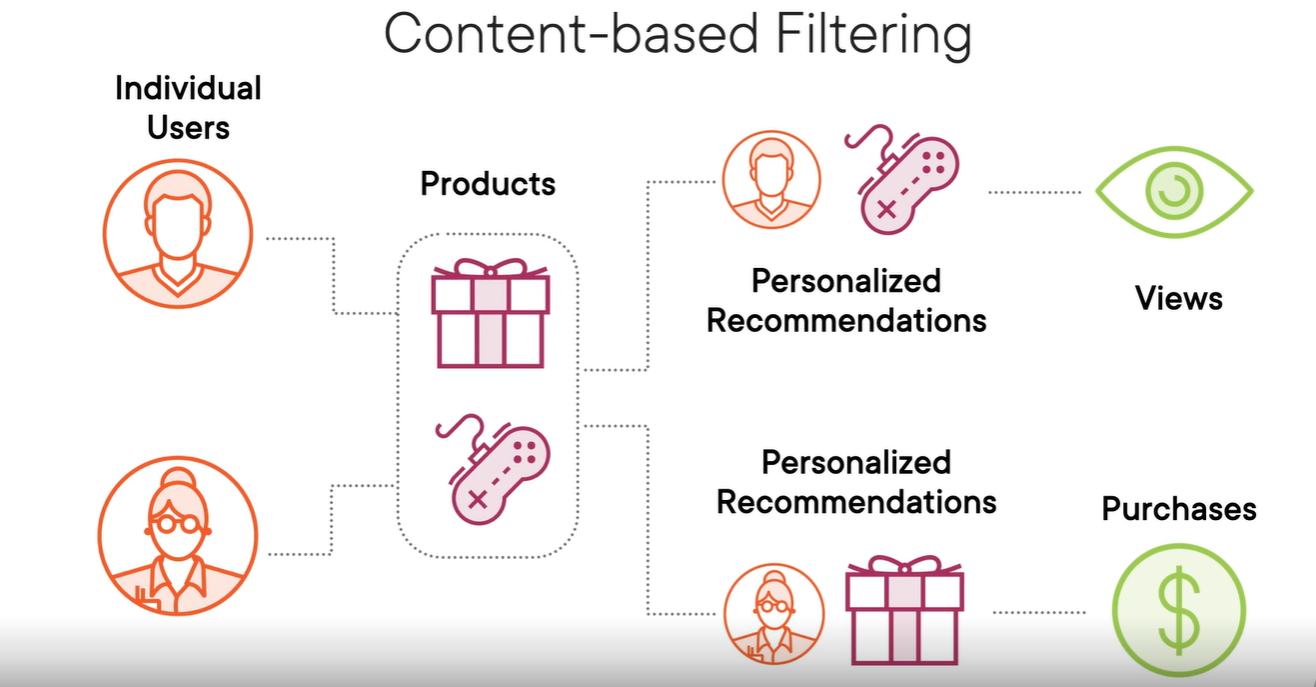 Content-based Filtering
Individual
Users
Products
Personalized
Recommendations
Views
Personalized
Recommendations
Purchases
$